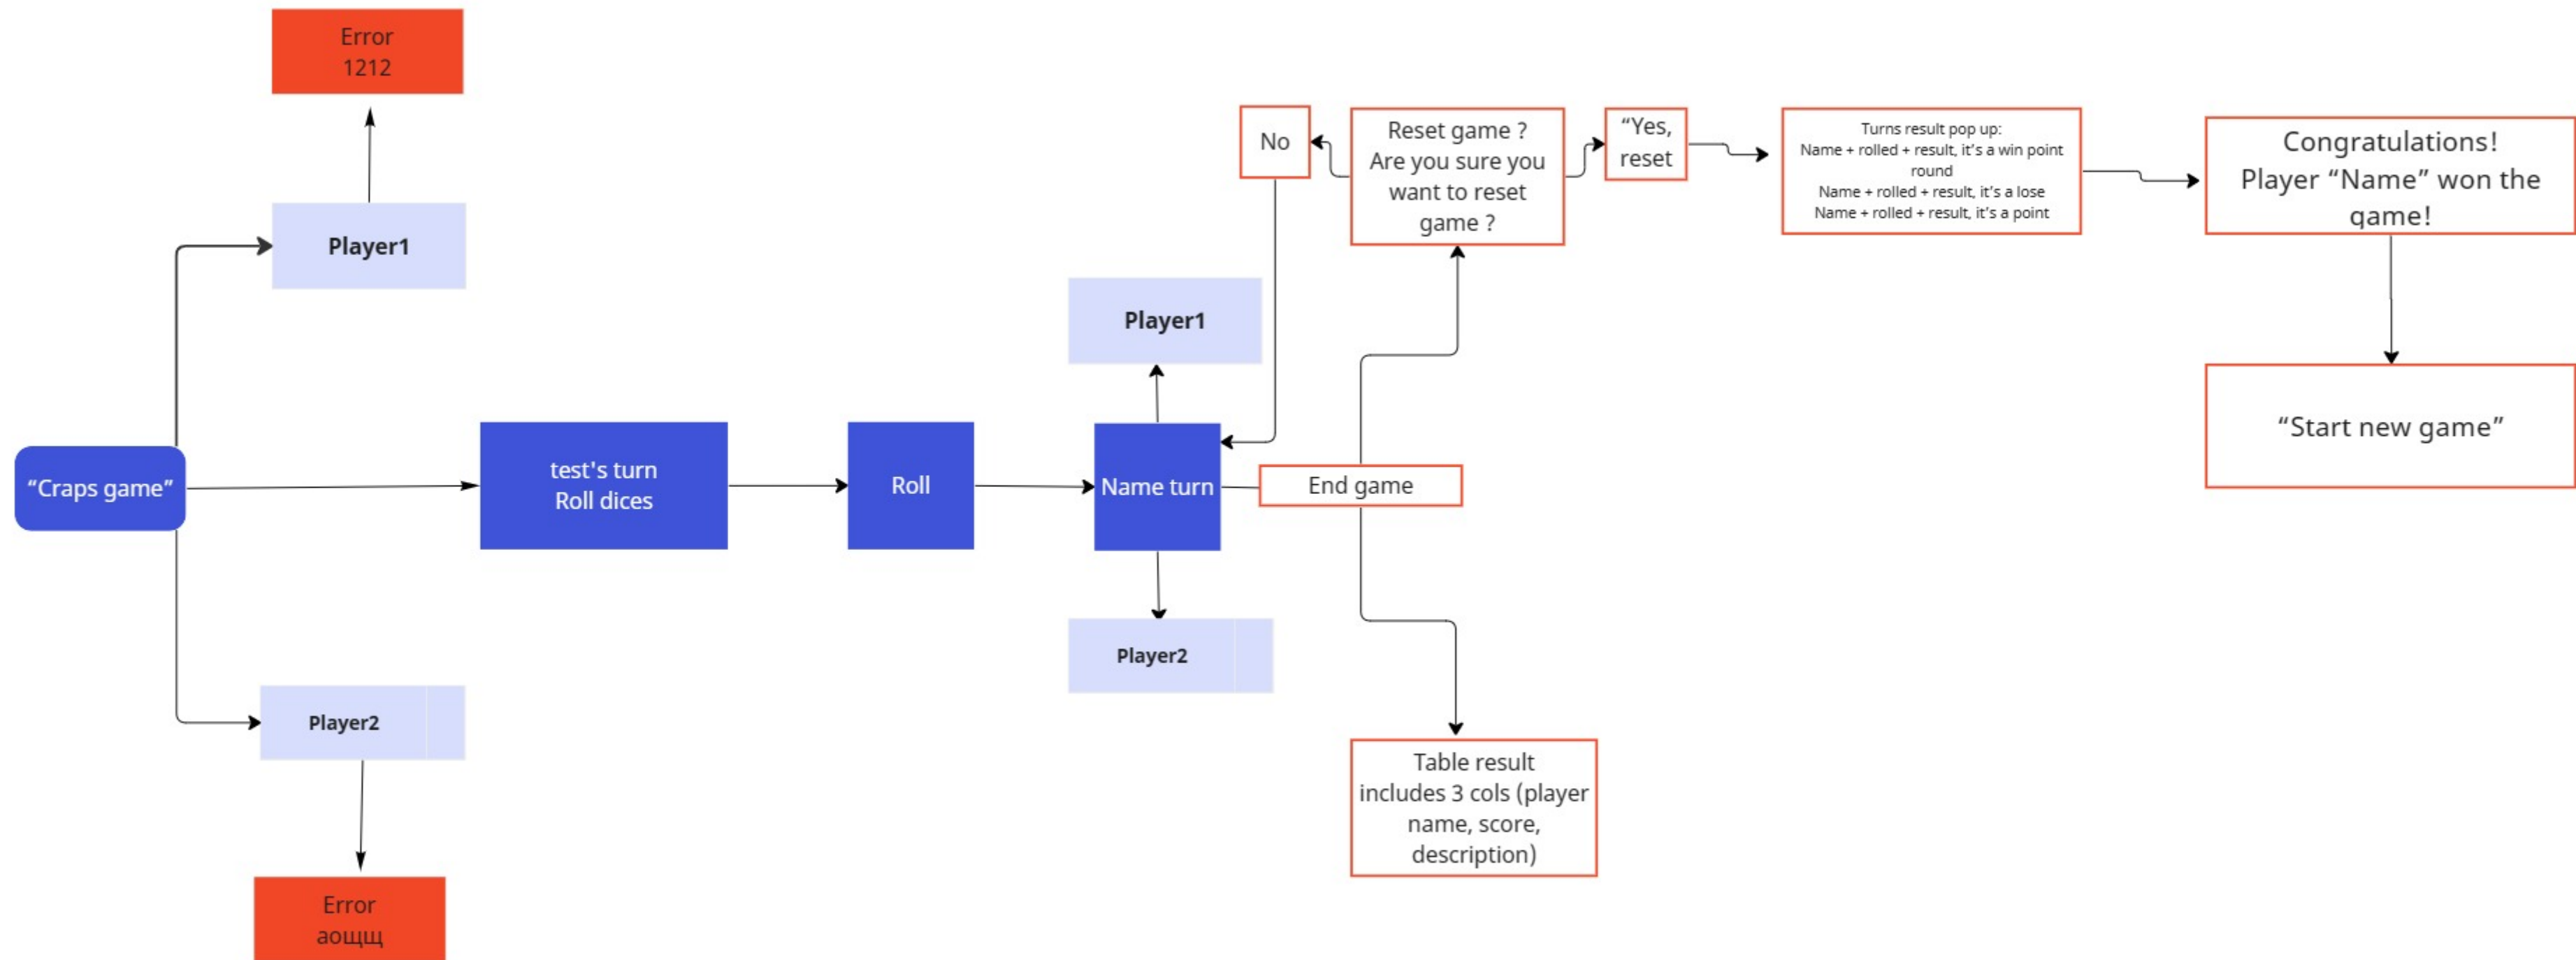 Error
1212
Player1
“Craps game”
test's turn
Roll dices
Roll
Name turn
Player2
Error
аощщ
Player1
Player2
End game
No
Reset game ?
Are you sure you
want to reset
game ?
“Yes,
reset
Turns result pop up:
Name + rolled + result, it’s a win point
round
Name + rolled + result, it’s a lose
Name + rolled + result, it’s a point
Congratulations!
Player “Name” won the
game!
“Start new game”
Table result
includes 3 cols (player
name, score,
description)